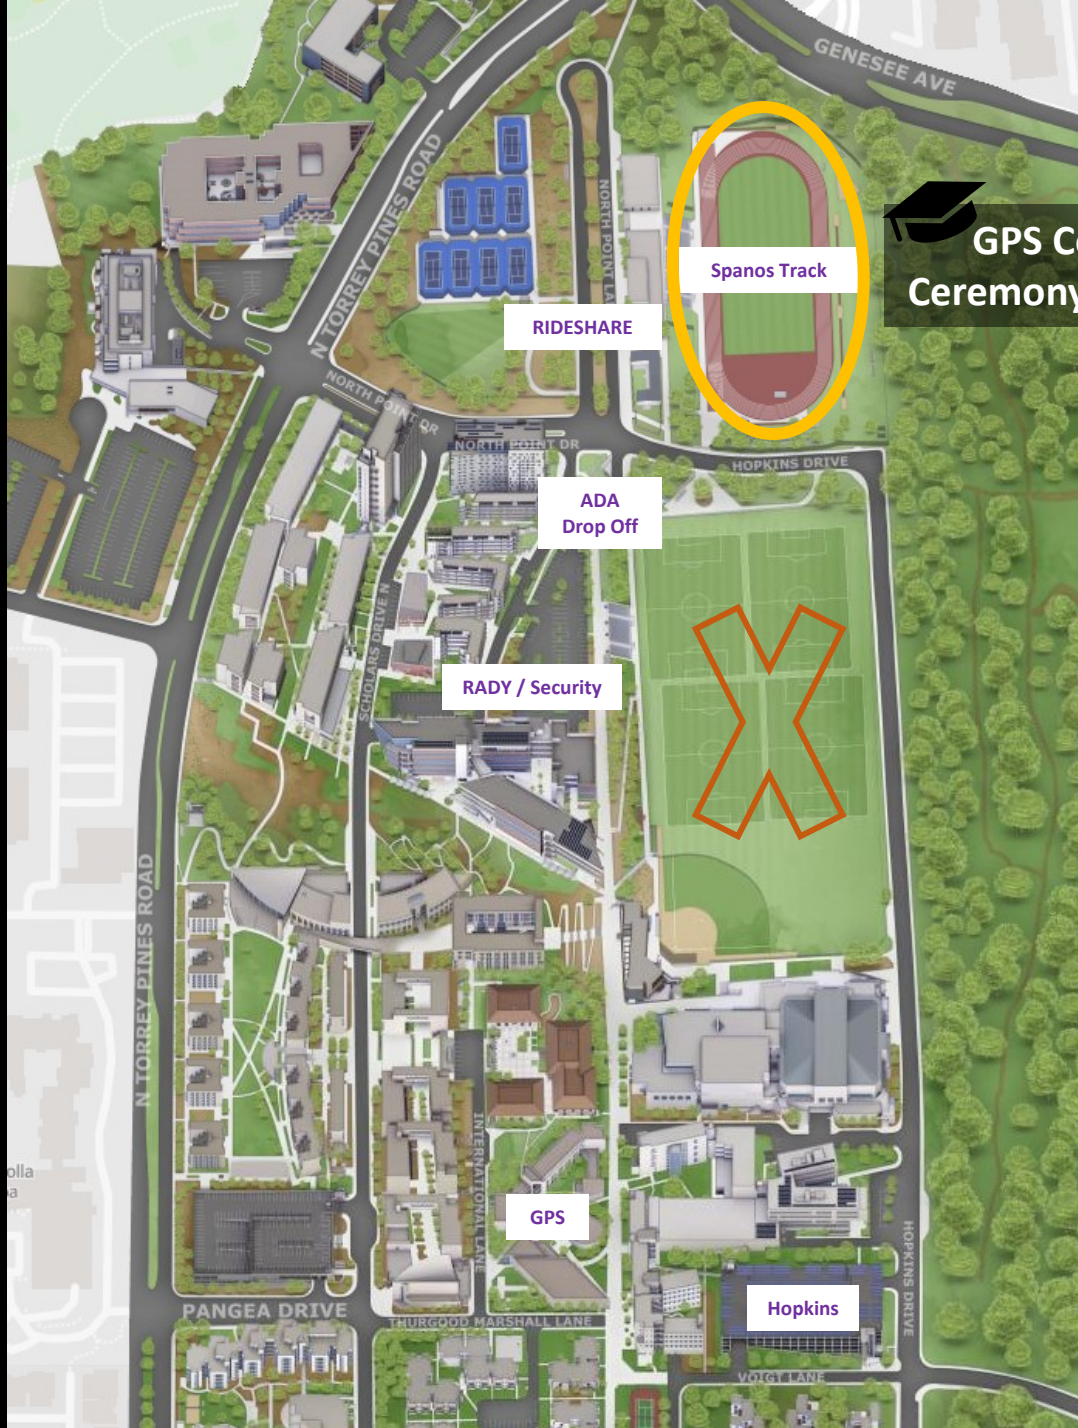 GENESEE AVE
N TORREY PINES ROAD
NORTH POINT LA
Spanos Track
GPS Co
Ceremony
RIDESHARE
NORTH POINT DR
NORTH POINT DR
HOPKINS DRIVE
ADA
Drop Off
SCHOLARS DRIVE N
RADY / Security
N TORREY PINES ROAD
olla
a
INTERNATIONAL LANE
GPS
HOPKINS DRIVE
Hopkins
PANGEA DRIVE
THURGOOD MARSHALL LANE
VOIGT LANE